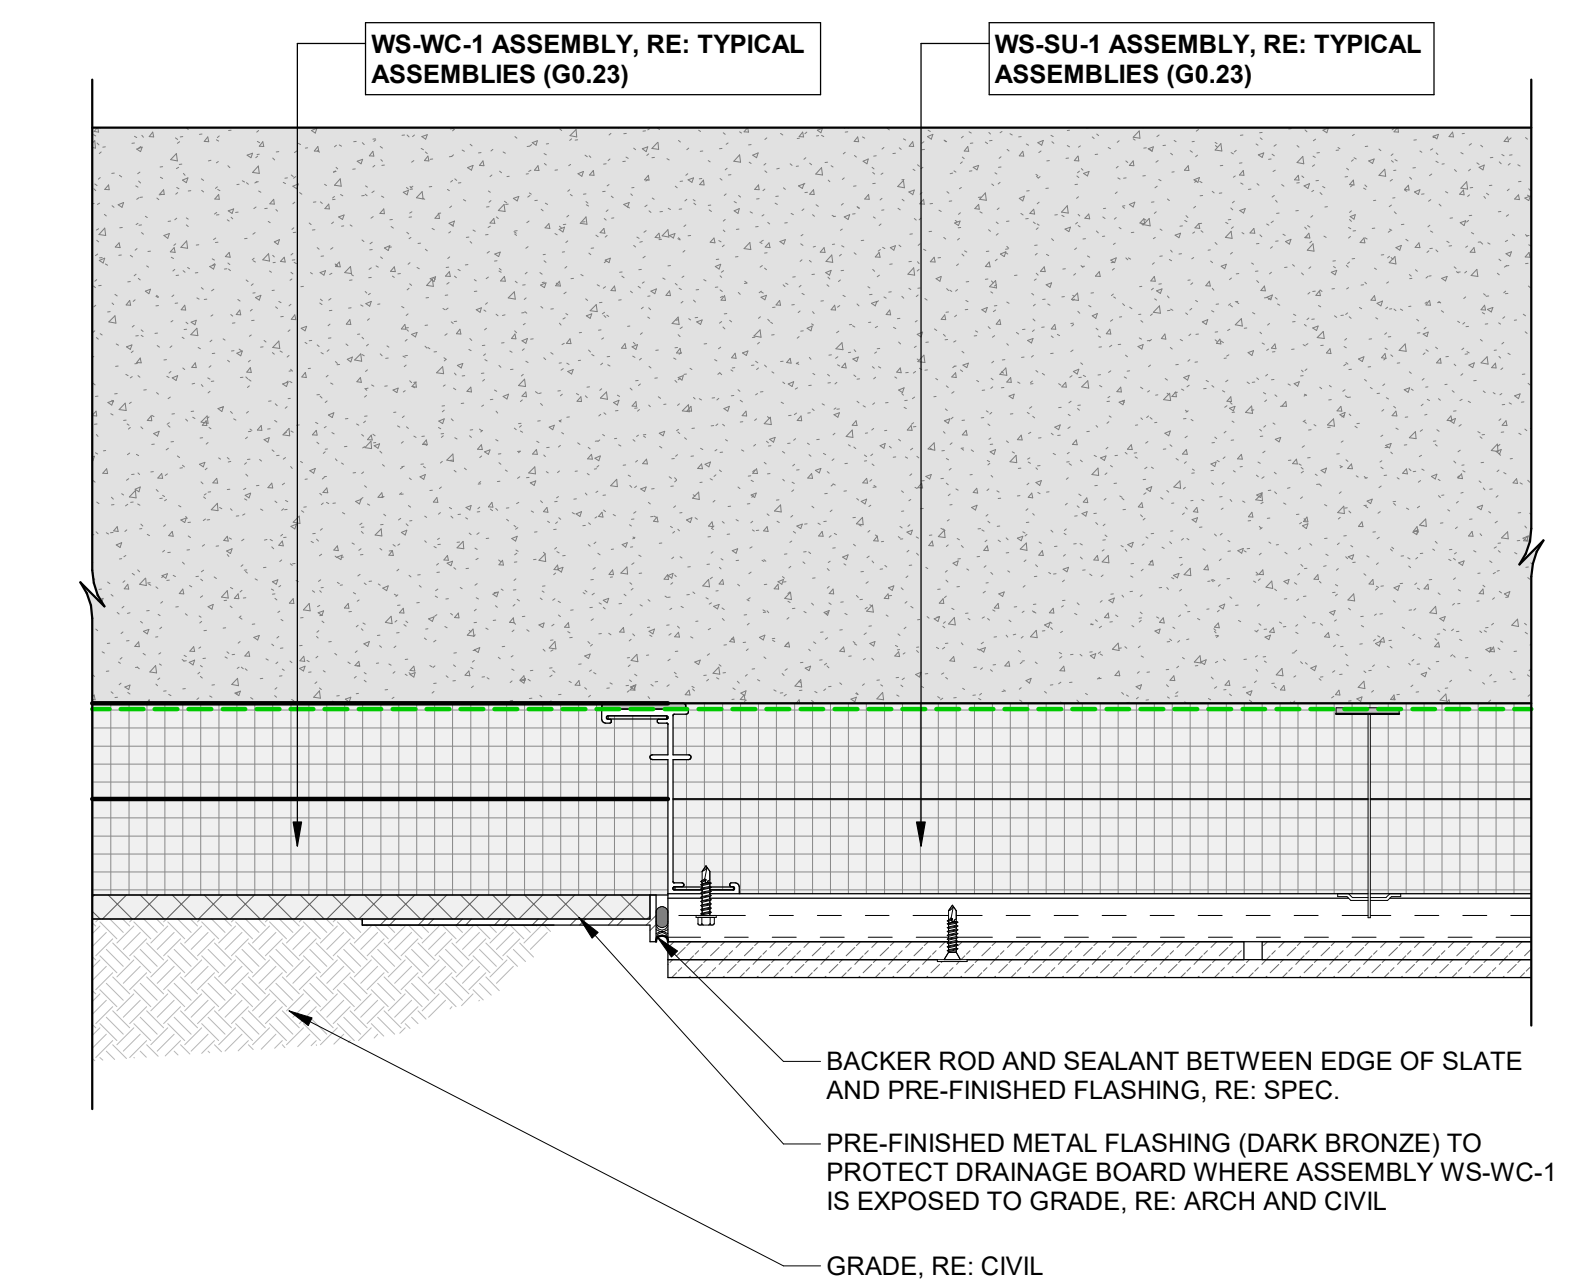 WS-WC-1 ASSEMBLY, RE: TYPICAL
ASSEMBLIES (G0.23)
WS-SU-1 ASSEMBLY, RE: TYPICAL
ASSEMBLIES (G0.23)
BACKER ROD AND SEALANT BETWEEN EDGE OF SLATE
AND PRE-FINISHED FLASHING, RE: SPEC.
PRE-FINISHED METAL FLASHING (DARK BRONZE) TO
PROTECT DRAINAGE BOARD WHERE ASSEMBLY WS-WC-1
IS EXPOSED TO GRADE, RE: ARCH AND CIVIL
GRADE, RE: CIVIL